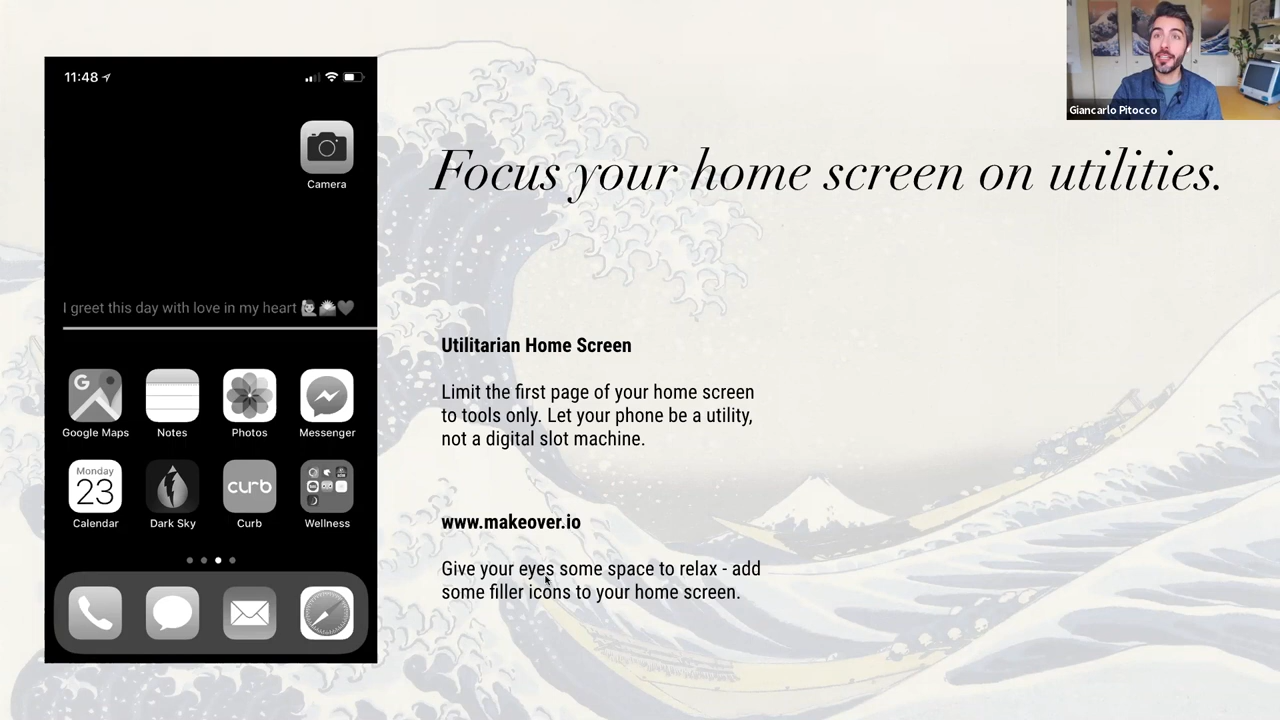 Giancarlo Pitocco
Focus your home screen on utilities.
11:48
Camera
I greet this day with love in my heart
G
Google Maps
Notes
Photos
Messenger
Monday
23
Calendar
Dark Sky
curb
Curb
Wellness
Utilitarian Home Screen
Limit the first page of your home screen
to tools only. Let your phone be a utility,
not a digital slot machine.
www.makeover.io
Give your eyes some space to relax - add
some filler icons to your home screen.